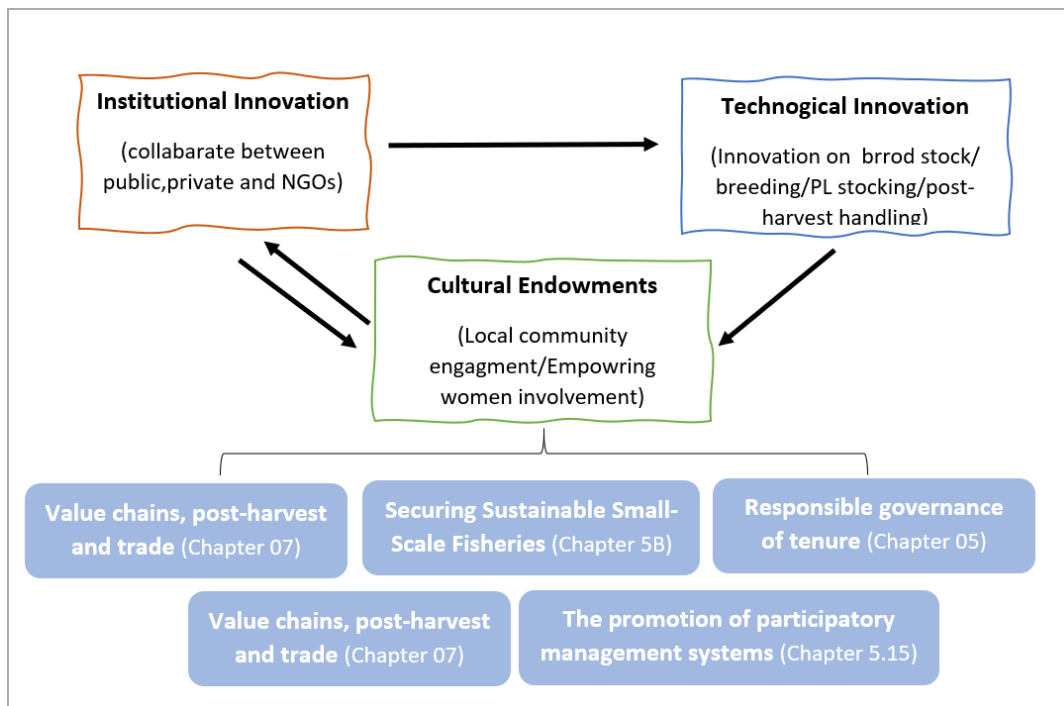 Institutional Innovation
(collabarate between
public,private and NGOs)
Technogical Innovation
(Innovation on brrod stock/
breeding/PL stocking/post-
harvest handling)
Cultural Endowments
(Local community
engagment/Empowring
women involvement)
Value chains, post-harvest
and trade (Chapter 07)
Securing Sustainable Small-
Scale Fisheries (Chapter 5B)
Responsible governance
of tenure (Chapter 05)
Value chains, post-harvest
and trade (Chapter 07)
The promotion of participatory
management systems (Chapter 5.15)